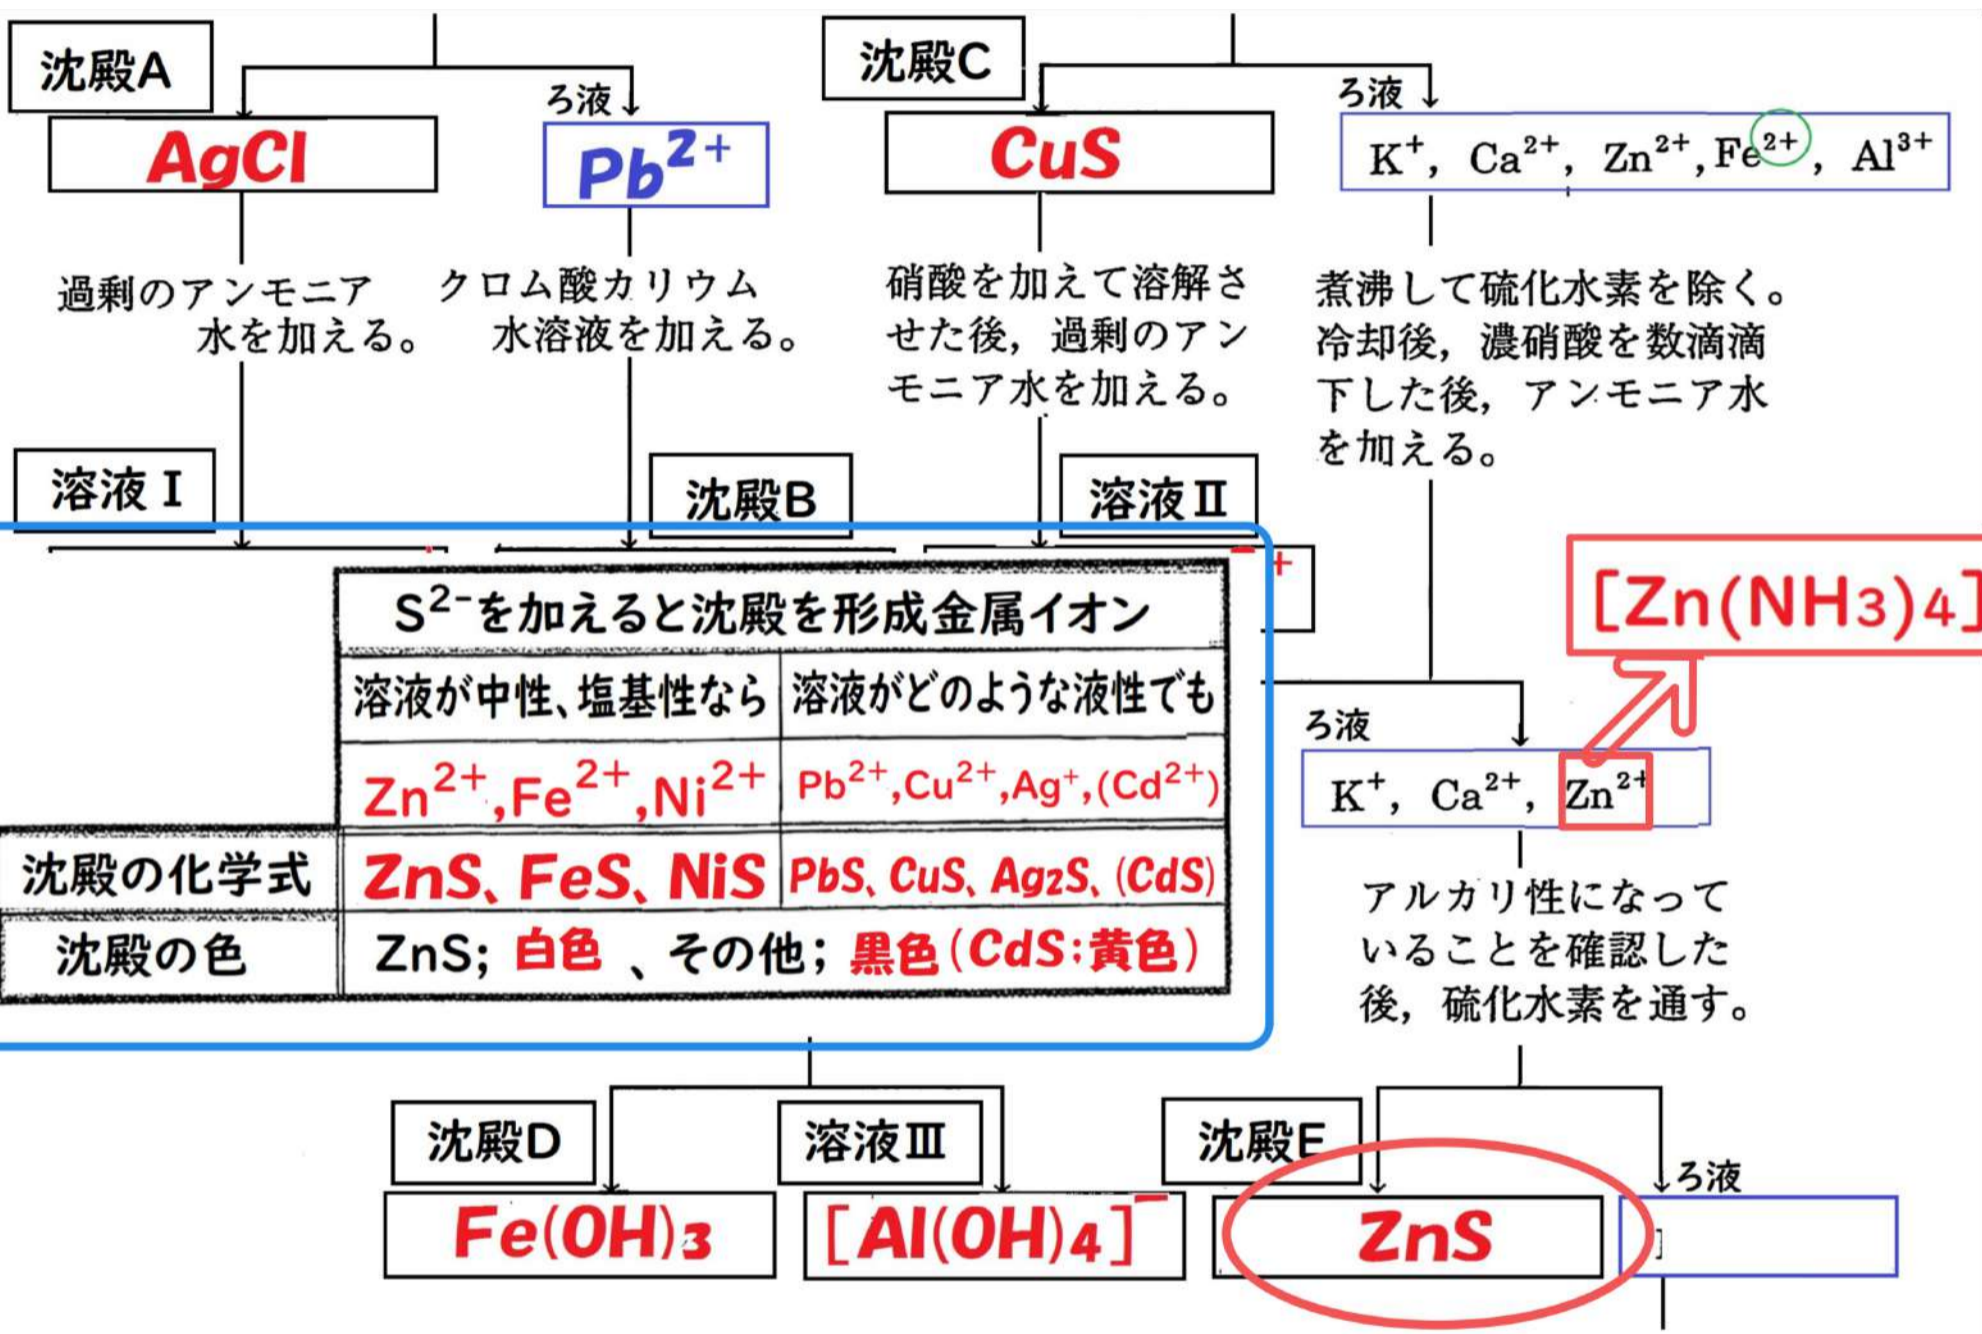 沈殿A
沈殿C
ろ液
ろ液
AgCl
Pb²⁺
CuS
K⁺, Ca²⁺, Zn²⁺, Fe²⁺, Al³⁺
過剰のアンモニア
水を加える。
クロム酸カリウム
水溶液を加える。
硝酸を加えて溶解さ
せた後，過剰のアン
モニア水を加える。
煮沸して硫化水素を除く。
冷却後，濃硝酸を数滴滴
下した後，アンモニア水
を加える。
溶液Ⅰ
沈殿B
溶液Ⅱ
S²⁻を加えると沈殿を形成金属イオン
溶液が中性、塩基性なら
溶液がどのような液性でも
Zn²⁺,Fe²⁺,Ni²⁺
Pb²⁺,Cu²⁺,Ag⁺,(Cd²⁺)
沈殿の化学式
ZnS、FeS、NiS
PbS、CuS、Ag₂S、(CdS)
沈殿の色
ZnS; 白色、その他; 黒色(CdS:黄色)
[Zn(NH₃)₄]
ろ液
K⁺, Ca²⁺, Zn²⁺
アルカリ性になって
いることを確認した
後，硫化水素を通す。
沈殿D
溶液Ⅲ
沈殿E
ろ液
Fe(OH)₃
[Al(OH)₄]⁻
ZnS